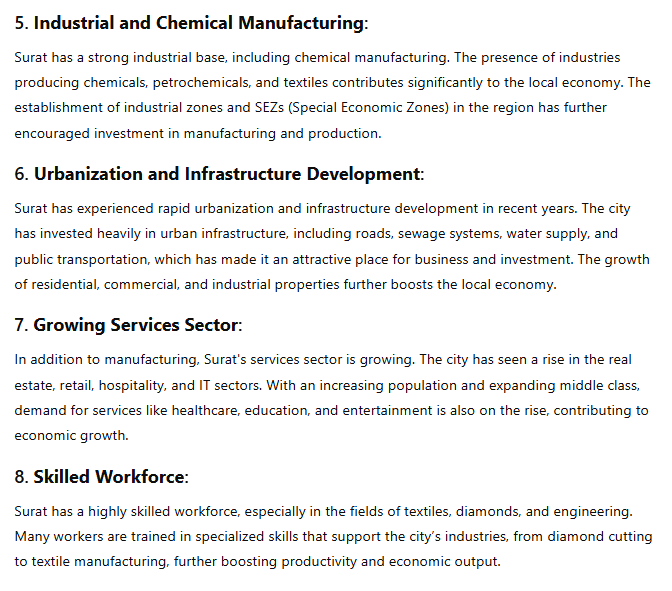 5. Industrial and Chemical Manufacturing:
Surat has a strong industrial base, including chemical manufacturing. The presence of industries
producing chemicals, petrochemicals, and textiles contributes significantly to the local economy. The
establishment of industrial zones and SEZs (Special Economic Zones) in the region has further
encouraged investment in manufacturing and production.
6. Urbanization and Infrastructure Development:
Surat has experienced rapid urbanization and infrastructure development in recent years. The city
has invested heavily in urban infrastructure, including roads, sewage systems, water supply, and
public transportation, which has made it an attractive place for business and investment. The growth
of residential, commercial, and industrial properties further boosts the local economy.
7. Growing Services Sector:
In addition to manufacturing, Surat's services sector is growing. The city has seen a rise in the real
estate, retail, hospitality, and IT sectors. With an increasing population and expanding middle class,
demand for services like healthcare, education, and entertainment is also on the rise, contributing to
economic growth.
8. Skilled Workforce:
Surat has a highly skilled workforce, especially in the fields of textiles, diamonds, and engineering.
Many workers are trained in specialized skills that support the city’s industries, from diamond cutting
to textile manufacturing, further boosting productivity and economic output.